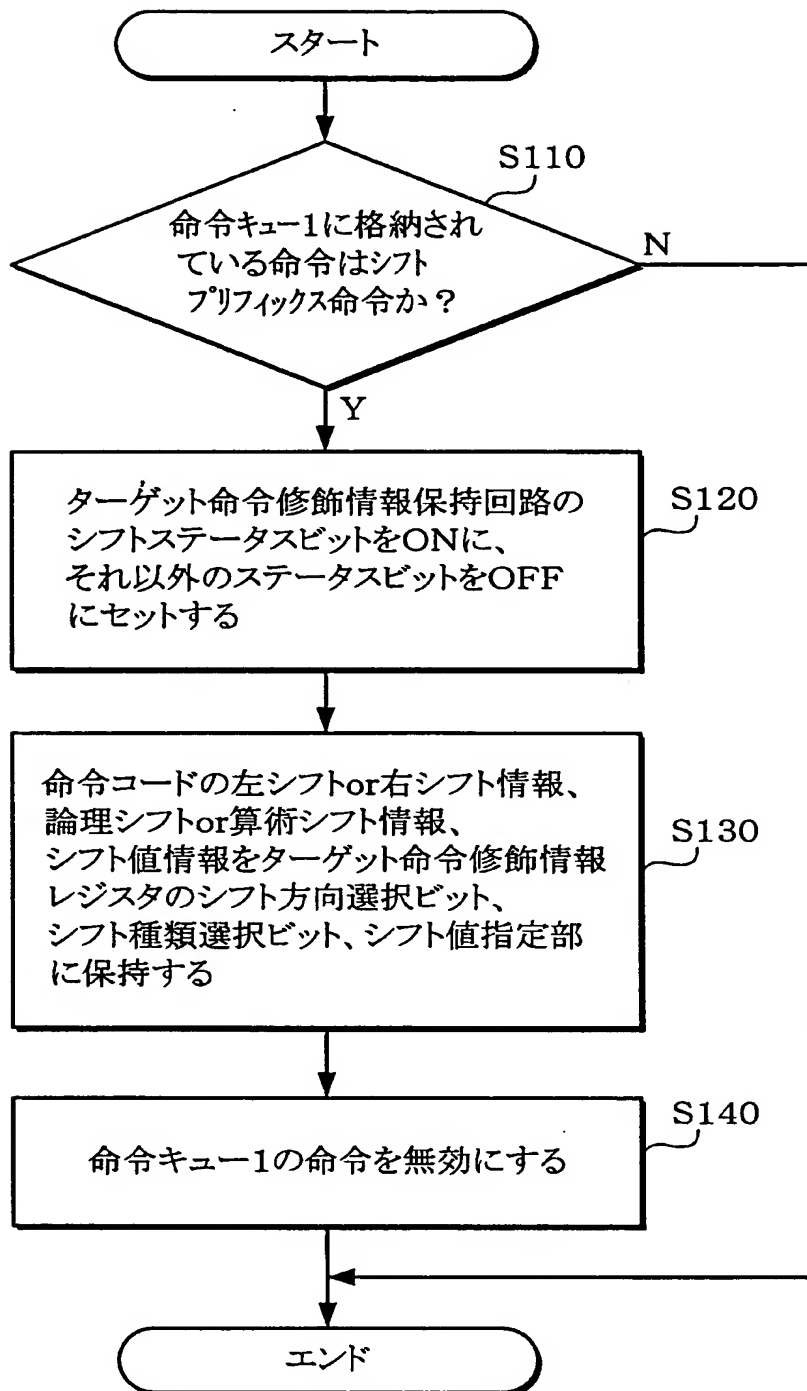 スタート
S110
命令キュー1に格納され
ている命令はシフト
プリフィックス命令か？
N
Y
ターゲット命令修飾情報保持回路の
シフトステータスビットをONに、
それ以外のステータスビットをOFF
にセットする
S120
命令コードの左シフトor右シフト情報、
論理シフトor算術シフト情報、
シフト値情報をターゲット命令修飾情報
レジスタのシフト方向選択ビット、
シフト種類選択ビット、シフト値指定部
に保持する
S130
命令キュー1の命令を無効にする
S140
エンド